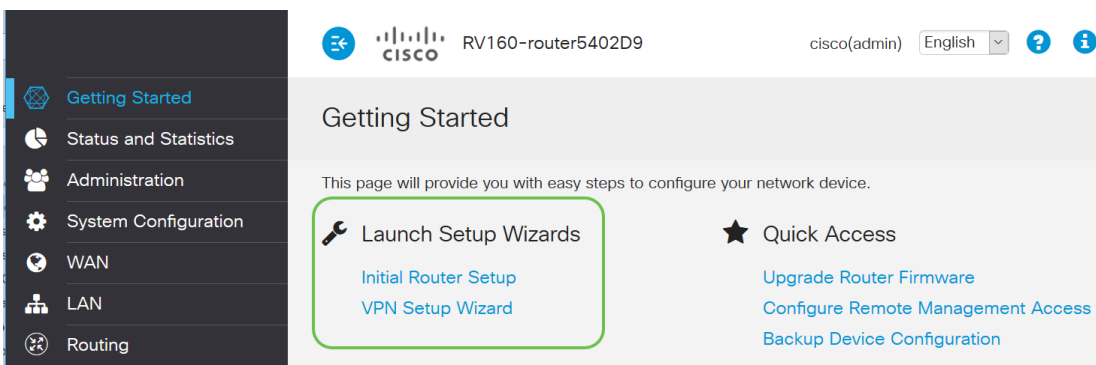 CISCO
RV160-router5402D9
cisco(admin)
English
Getting Started
Status and Statistics
Administration
System Configuration
WAN
LAN
Routing
Getting Started
This page will provide you with easy steps to configure your network device.
Launch Setup Wizards
Initial Router Setup
VPN Setup Wizard
Quick Access
Upgrade Router Firmware
Configure Remote Management Access
Backup Device Configuration